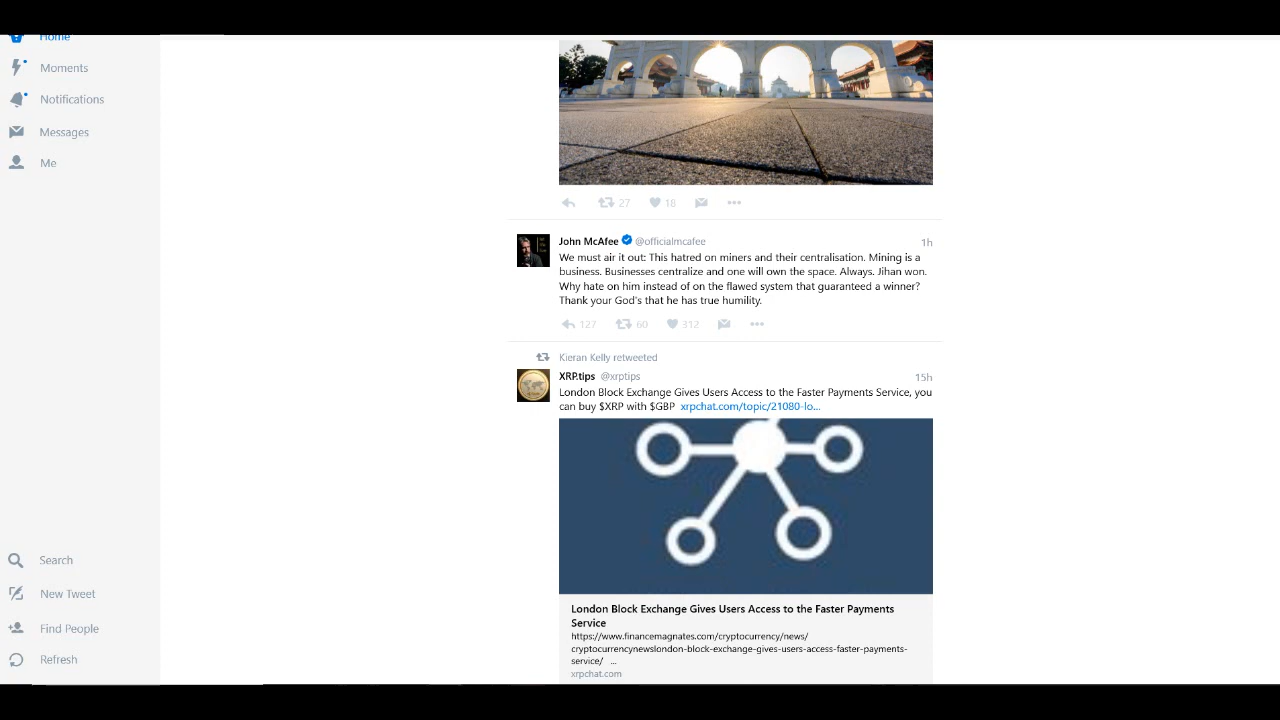 Home
Moments
Notifications
Messages
Me
Search
New Tweet
Find People
Refresh
27 18
John McAfee @officialmcafee 1h
We must air it out: This hatred on miners and their centralisation. Mining is a
business. Businesses centralize and one will own the space. Always. Jihan won.
Why hate on him instead of on the flawed system that guaranteed a winner?
Thank your God's that he has true humility.
127 60 312
Kieran Kelly retweeted
XRP.tips @xrptips 15h
London Block Exchange Gives Users Access to the Faster Payments Service, you
can buy $XRP with $GBP xrpchat.com/topic/21080-lo...
London Block Exchange Gives Users Access to the Faster Payments
Service
https://www.financemagnates.com/cryptocurrency/news/
cryptocurrencynewslondon-block-exchange-gives-users-access-faster-payments-
service/ ...
xrpchat.com